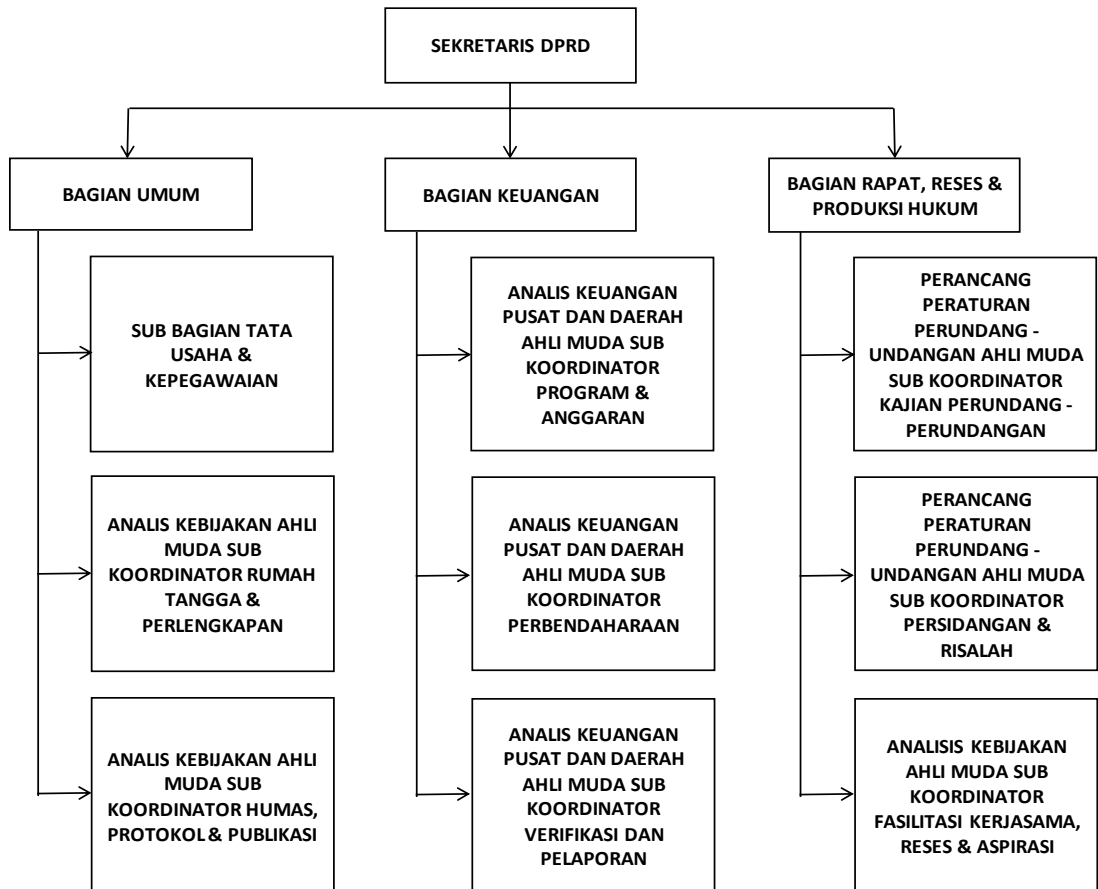 SEKRETARIS DPRD
BAGIAN UMUM
BAGIAN KEUANGAN
BAGIAN RAPAT, RESES &
PRODUKSI HUKUM
SUB BAGIAN TATA
USAHA &
KEPEGAWAIAN
ANALIS KEUANGAN
PUSAT DAN DAERAH
AHLI MUDA SUB
KOORDINATOR
PROGRAM &
ANGGARAN
PERANCANG
PERATURAN
PERUNDANG -
UNDANGAN AHLI MUDA
SUB KOORDINATOR
KAJIAN PERUNDANG -
PERUNDANGAN
ANALIS KEBIJAKAN AHLI
MUDA SUB
KOORDINATOR RUMAH
TANGGA &
PERLENGKAPAN
ANALIS KEUANGAN
PUSAT DAN DAERAH
AHLI MUDA SUB
KOORDINATOR
PERBENDAHARAAN
PERANCANG
PERATURAN
PERUNDANG -
UNDANGAN AHLI MUDA
SUB KOORDINATOR
PERSIDANGAN &
RISALAH
ANALIS KEBIJAKAN AHLI
MUDA SUB
KOORDINATOR HUMAS,
PROTOKOL & PUBLIKASI
ANALIS KEUANGAN
PUSAT DAN DAERAH
AHLI MUDA SUB
KOORDINATOR
VERIFIKASI DAN
PELAPORAN
ANALISIS KEBIJAKAN
AHLI MUDA SUB
KOORDINATOR
FASILITASI KERJASAMA,
RESES & ASPIRASI